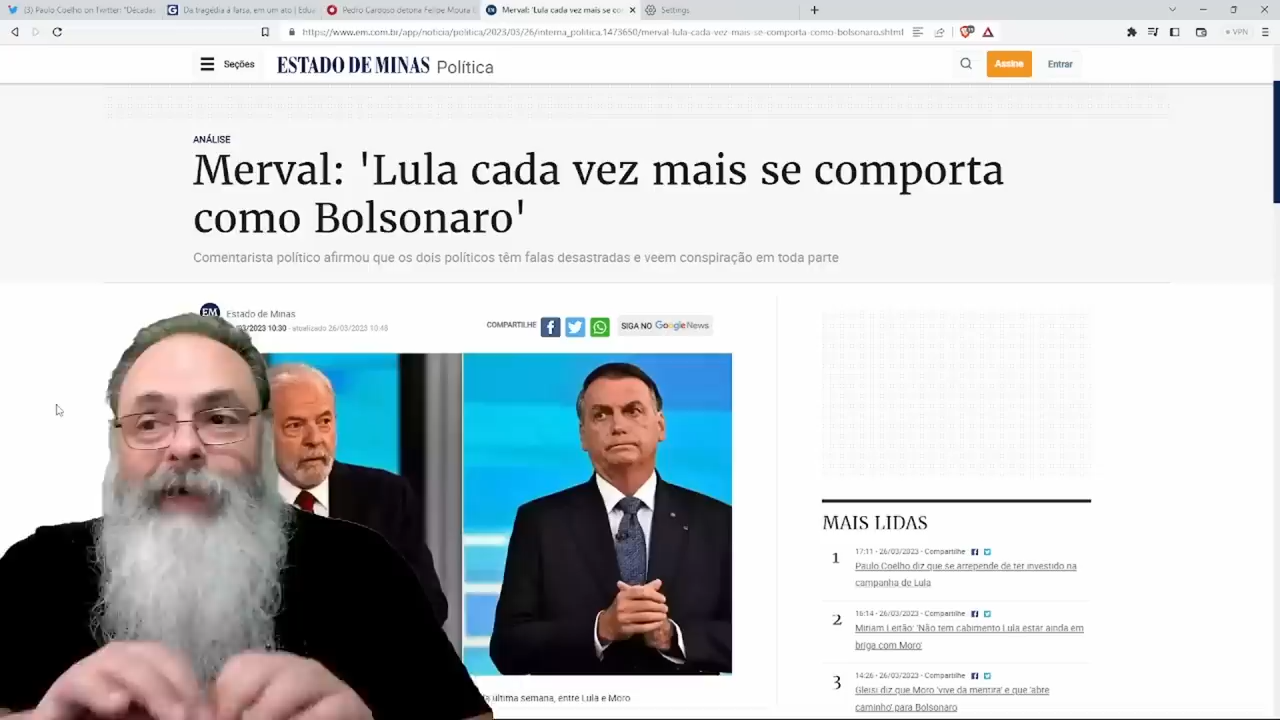 (3) Paulo Coelho on Twitter: "Décadas
Da tragédia à farsa, em um ato | Edua
Pedro Cardoso detona Felipe Moura
Merval: 'Lula cada vez mais se co
Settings
https://www.em.com.br/app/noticia/politica/2023/03/26/interna_politica,1473650/merval-lula-cada-vez-mais-se-comporta-como-bolsonaro.shtml
VPN
Seções
ESTADO DE MINAS Política
Assine
Entrar
ANÁLISE
Merval: 'Lula cada vez mais se comporta
como Bolsonaro'
Comentarista político afirmou que os dois políticos têm falas desastradas e veem conspiração em toda parte
EM
Estado de Minas
/03/2023 10:30 - atualizado 26/03/2023 10:45
COMPARTILHE
SIGA NO Google News
última semana, entre Lula e Moro
MAIS LIDAS
1
17:11 - 26/03/2023 - Compartilhe
Paulo Coelho diz que se arrepende de ter investido na
campanha de Lula
2
16:14 - 26/03/2023 - Compartilhe
Míriam Leitão: 'Não tem cabimento Lula estar ainda em
briga com Moro'
3
14:26 - 26/03/2023 - Compartilhe
Gleisi diz que Moro 'vive da mentira' e que 'abre
caminho' para Bolsonaro